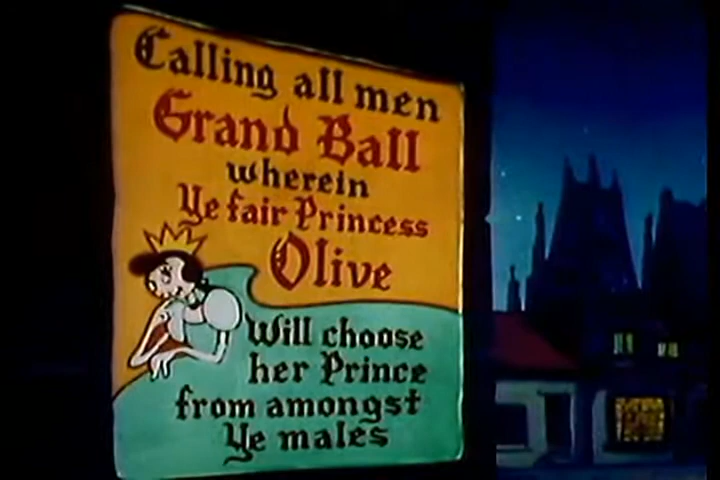 Calling all men
Grand Ball
wherein
Ye fair Princess
Olive
Will choose
her Prince
from amongst
Ye males